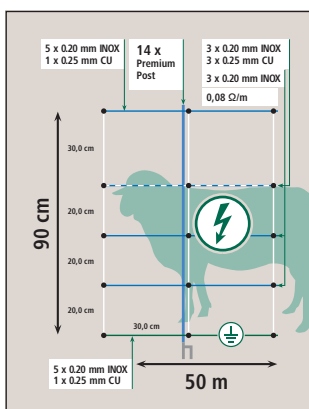 5 x 0.20 mm INOX
1 x 0.25 mm CU
14 x
Premium
Post
3 x 0.20 mm INOX
3 x 0.25 mm CU
3 x 0.20 mm INOX
0,08 Ω/m
30,0 cm
20,0 cm
20,0 cm
20,0 cm
90 cm
30,0 cm
50 m
5 x 0.20 mm INOX
1 x 0.25 mm CU